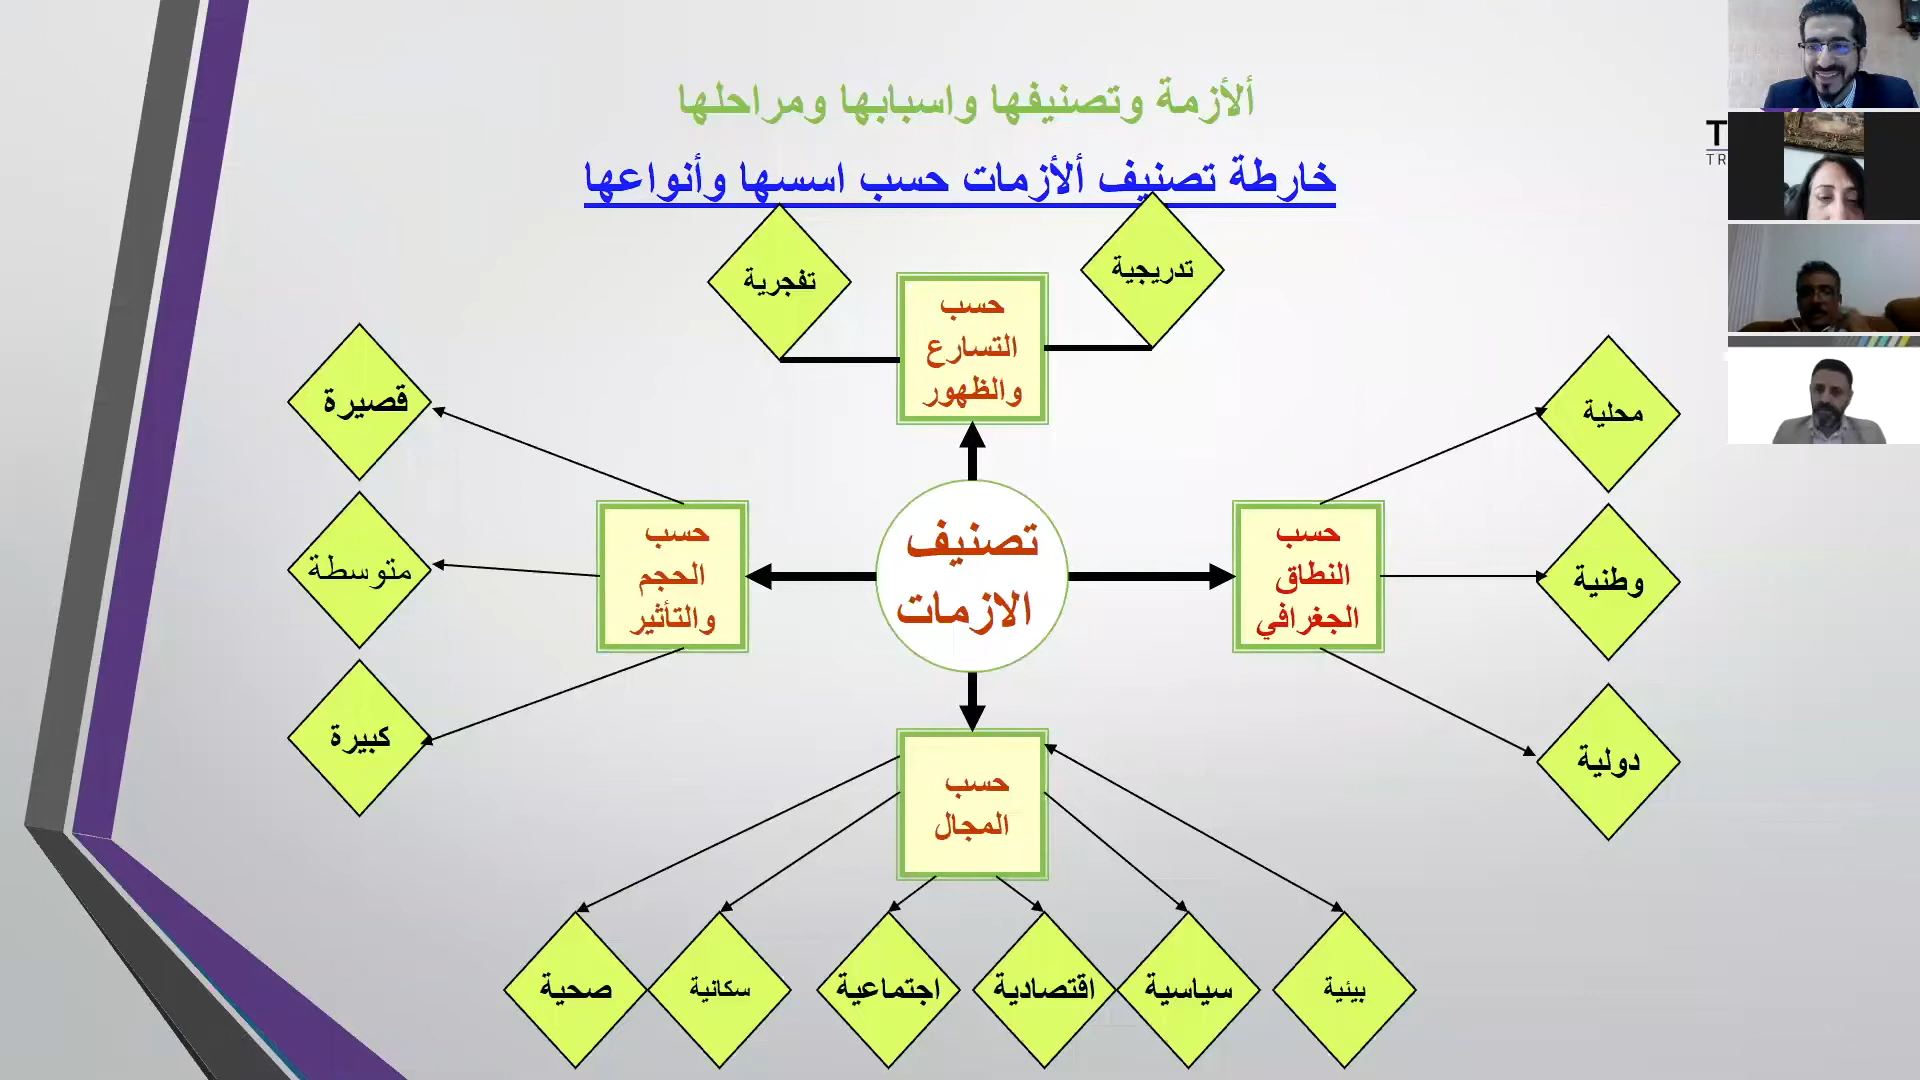 ألأزمة وتصنيفها واسبابها ومراحلها
خارطة تصنيف ألأزمات حسب اسسها وأنواعها
تدريجية
تفجرية
حسب
التسارع
والظهور
محلية
وطنية
دولية
حسب
النطاق
الجغرافي
تصنيف
الازمات
حسب
الحجم
والتأثير
قصيرة
متوسطة
كبيرة
حسب
المجال
بيئية
سياسية
اقتصادية
اجتماعية
سكانية
صحية